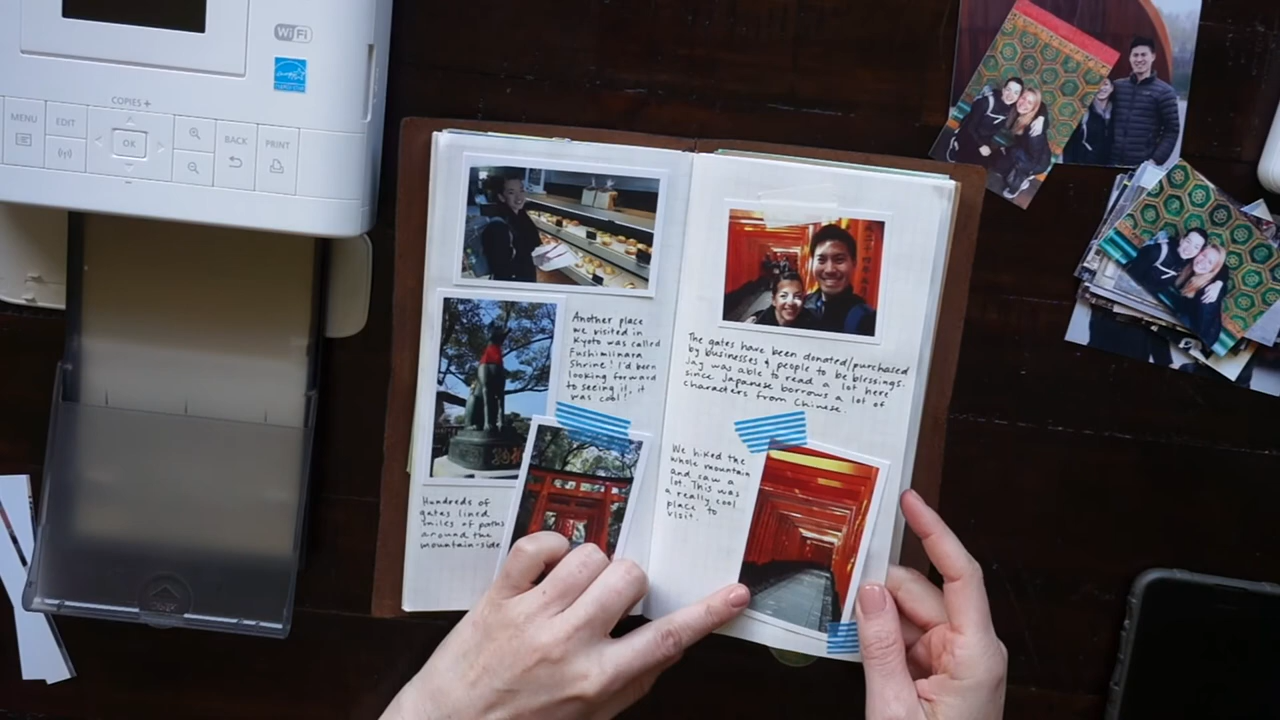 WiFi
COPIES +
MENU
EDIT
OK
BACK
PRINT
Another place
we visited in
Kyoto was called
Fushimi Inara
Shrine! I'd been
looking forward
to seeing it, it
was cool!
Hundreds of
gates lined
miles of paths
around the
mountain-side
The gates have been donated/purchased
by businesses & people to be blessings.
Jay was able to read a lot here
since Japanese borrows a lot of
characters from Chinese.
We hiked the
whole mountain
and saw a
lot. This was
a really cool
place to
visit.